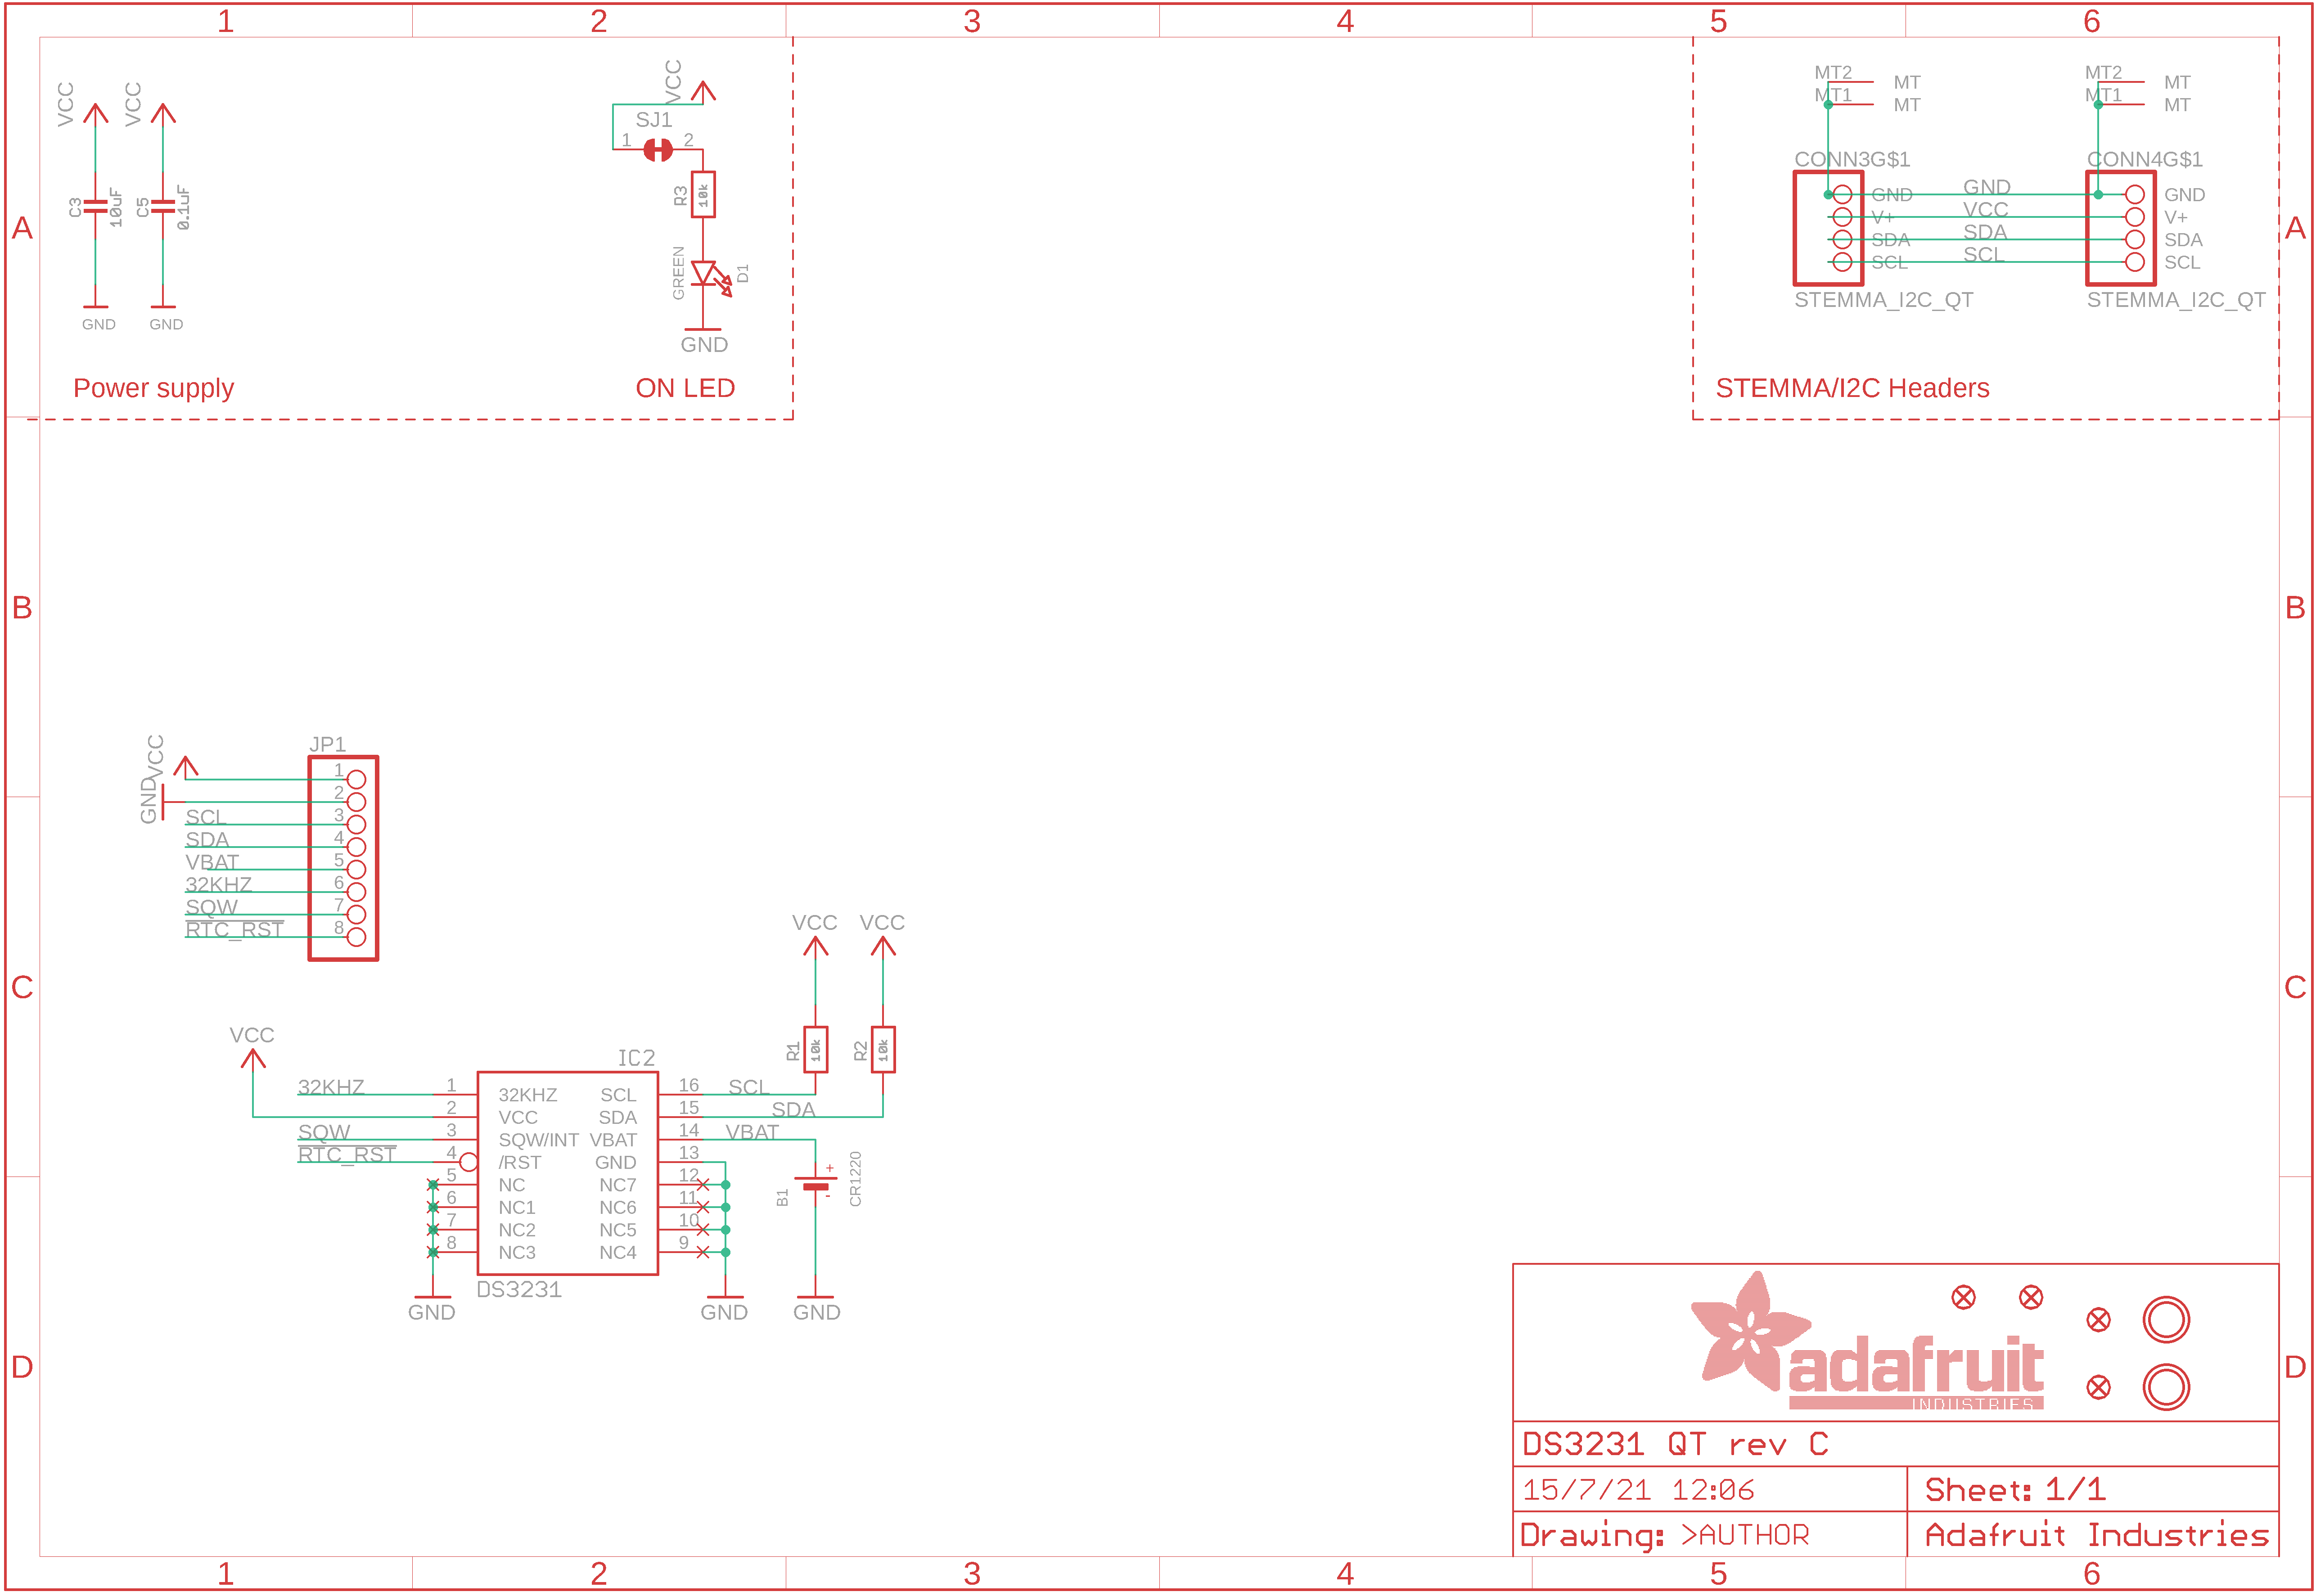 1 2 3 4 5 6
A
B
C
D
A
B
C
D
1 2 3 4 5 6
VCC VCC
C3 10uF C5 0.1uF
GND GND
Power supply
VCC
SJ1
1 2
R3 10k
GREEN D1
GND
ON LED
MT2 MT
MT1 MT
MT2 MT
MT1 MT
CONN3G$1 CONN4G$1
GND GND GND
V+ VCC V+
SDA SDA SDA
SCL SCL SCL
STEMMA_I2C_QT STEMMA_I2C_QT
STEMMA/I2C Headers
JP1
VCC 1
GND 2
SCL 3
SDA 4
VBAT 5
32KHZ 6
SQW 7
RTC_RST 8
VCC VCC
R1 10k R2 10k
VCC
IC2
32KHZ 1 32KHZ SCL 16 SCL
2 VCC SDA 15 SDA
SQW 3 SQW/INT VBAT 14 VBAT
RTC_RST 4 /RST GND 13
5 NC NC7 12
6 NC1 NC6 11
7 NC2 NC5 10
8 NC3 NC4 9
DS3231
B1 + - CR1220
GND GND GND
adafruit
INDUSTRIES
DS3231 QT rev C
15/7/21 12:06
Sheet: 1/1
Drawing: >AUTHOR
Adafruit Industries